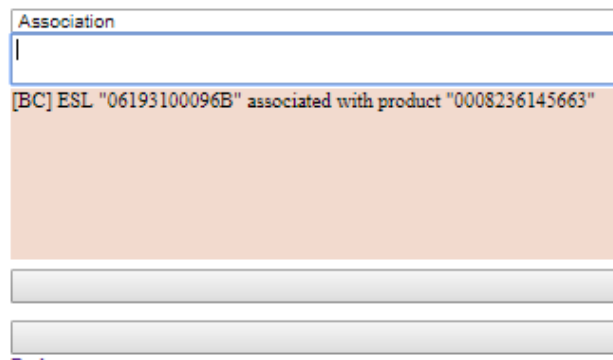 Association
[BC] ESL "06193100096B" associated with product "0008236145663"